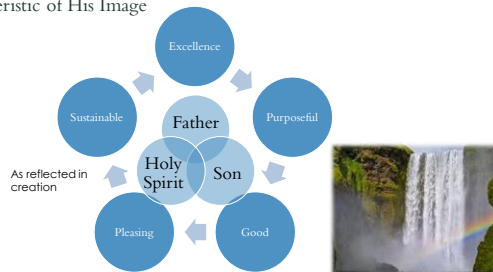 eristic of His Image
Excellence
Sustainable
Purposeful
Father
Holy
Spirit
Son
As reflected in
creation
Pleasing
Good